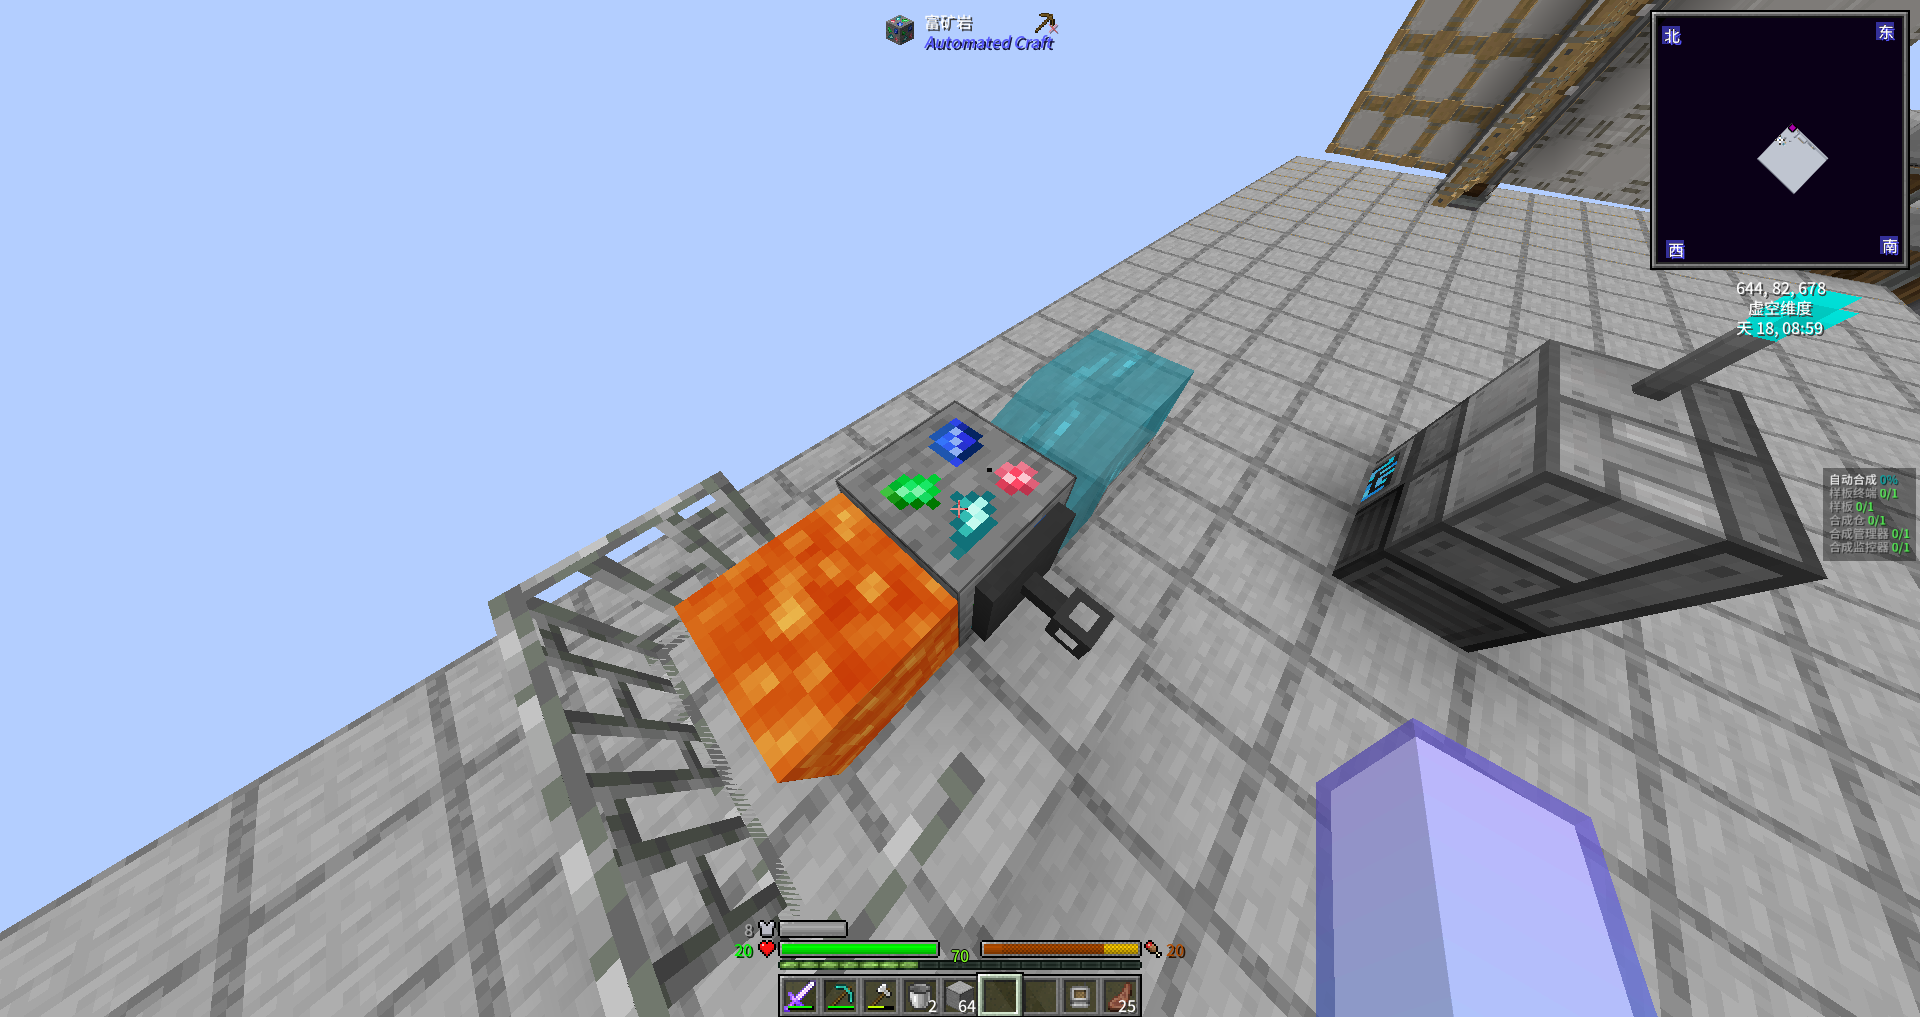 富矿岩
Automated Craft
北
东
西
南
644, 82, 678
虚空维度
天 18, 08:59
自动合成 0%
样板终端 0/1
样板 0/1
合成仓 0/1
合成管理器 0/1
合成监控器 0/1
8
20
70
20
2
64
25